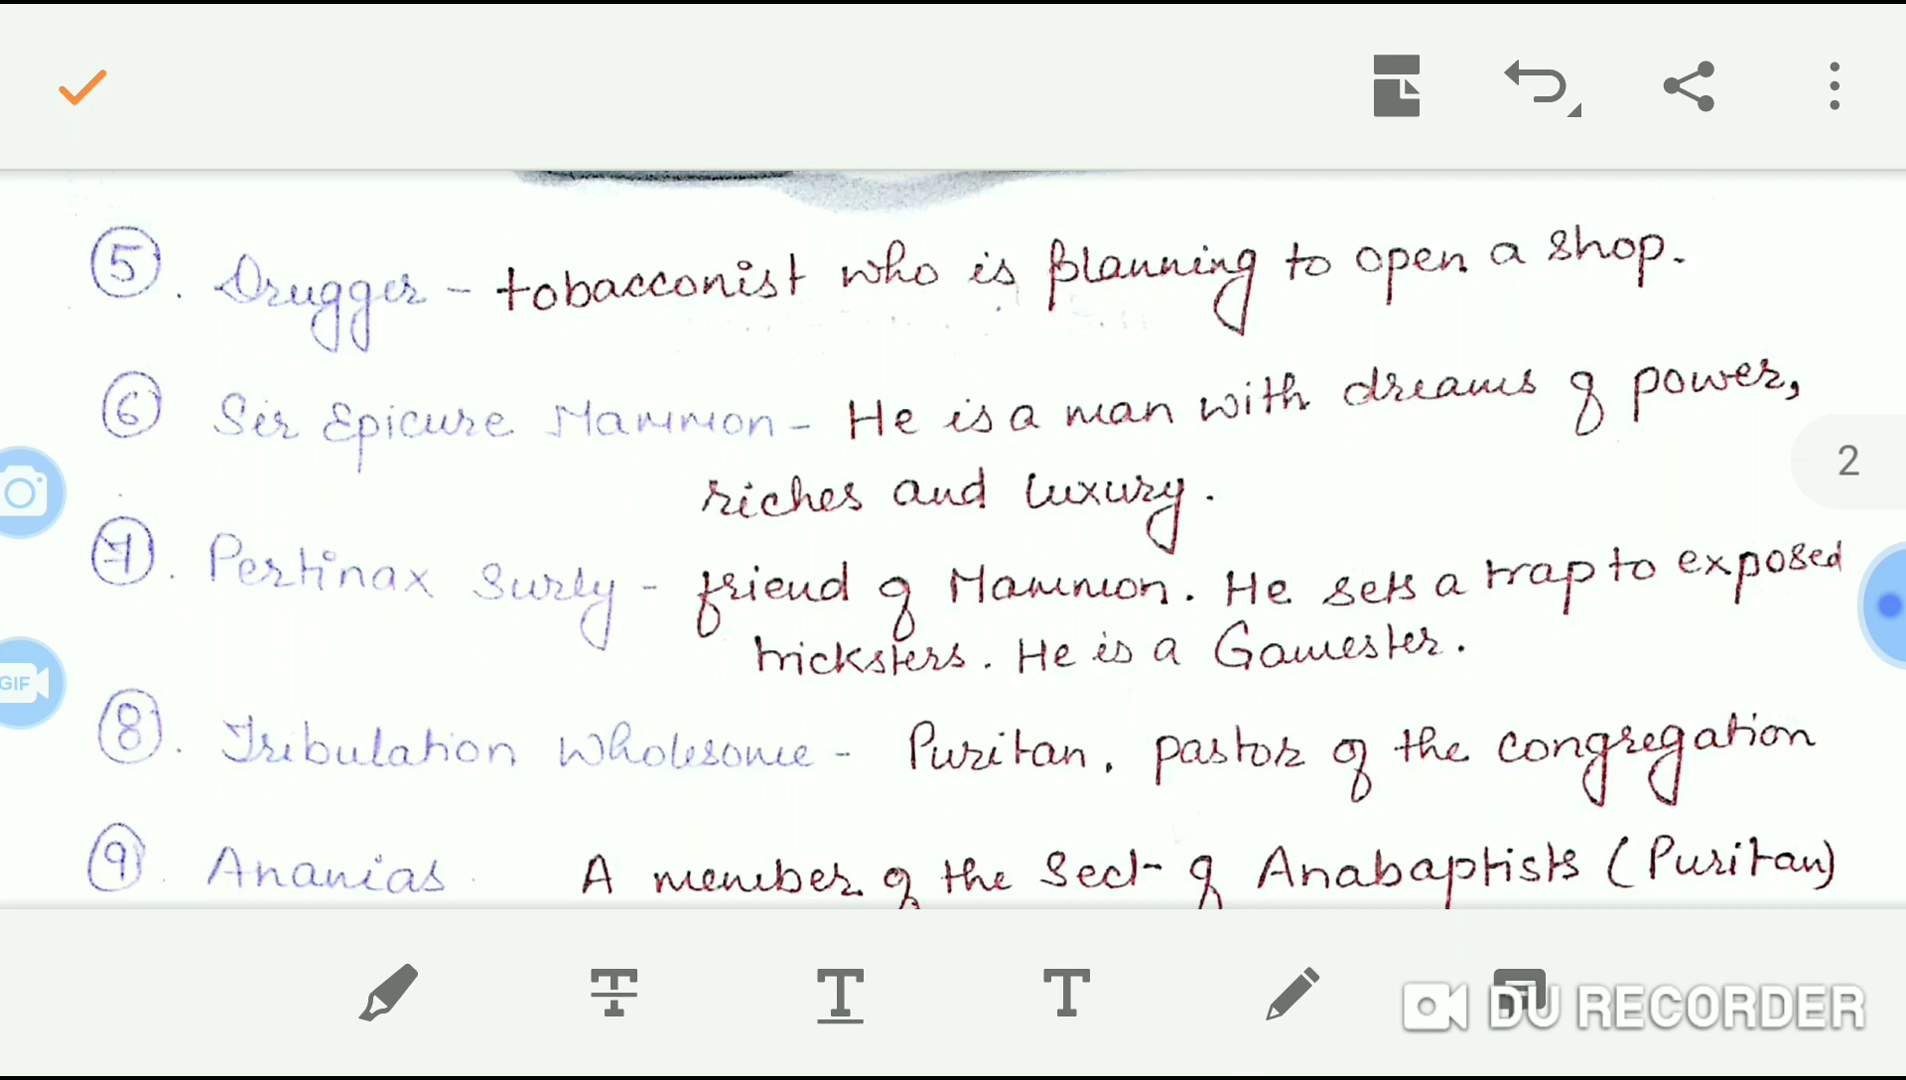 5. Drugger - tobacconist who is planning to open a shop.
6 Sir Epicure Mammon - He is a man with dreams of power,
riches and luxury.
7. Pertinax Surly - friend of Mammon. He sets a trap to exposed
tricksters. He is a Gamester.
8. Tribulation Wholesome - Puritan. pastor of the congregation
9. Ananias A member of the Sect of Anabaptists (Puritan)
2
GIF
T T T
DU RECORDER